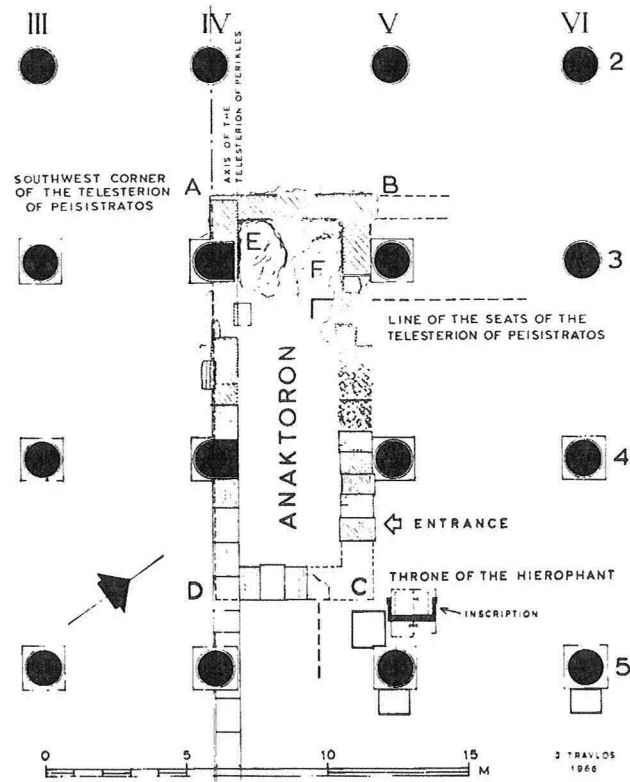 III IV V VI
2
AXIS OF THE
TELESTERION OF PERIKLES
SOUTHWEST CORNER
OF THE TELESTERION
OF PEISISTRATOS
A
B
E
F
3
LINE OF THE SEATS OF THE
TELESTERION OF PEISISTRATOS
ANAKTORON
4
ENTRANCE
D
C
THRONE OF THE HIEROPHANT
INSCRIPTION
5
0 5 10 15
M
J TRAVLOS
1966